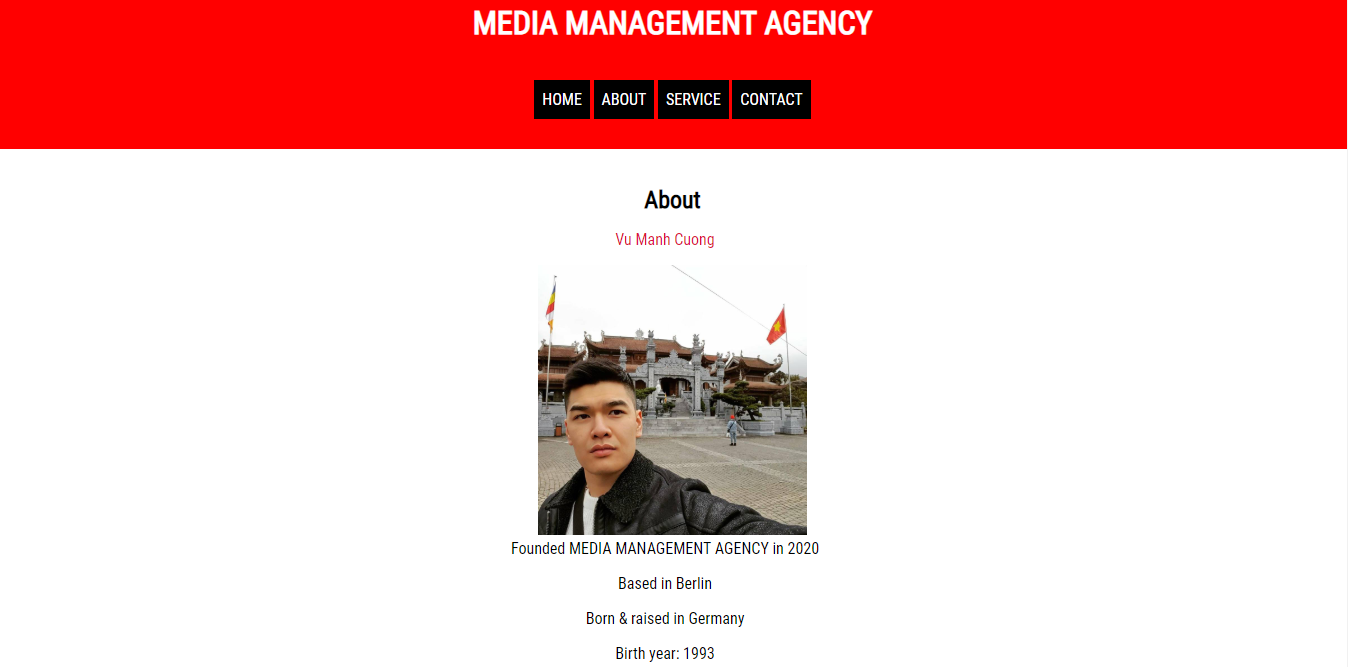 MEDIA MANAGEMENT AGENCY
HOME ABOUT SERVICE CONTACT
About
Vu Manh Cuong
Founded MEDIA MANAGEMENT AGENCY in 2020
Based in Berlin
Born & raised in Germany
Birth year: 1993